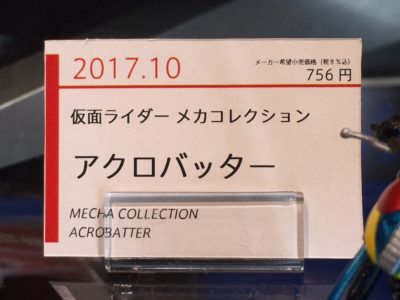 2017.10
メーカー希望小売価格(税8%込)
756円
仮面ライダー メカコレクション
アクロバッター
MECHA COLLECTION
ACROBATTER